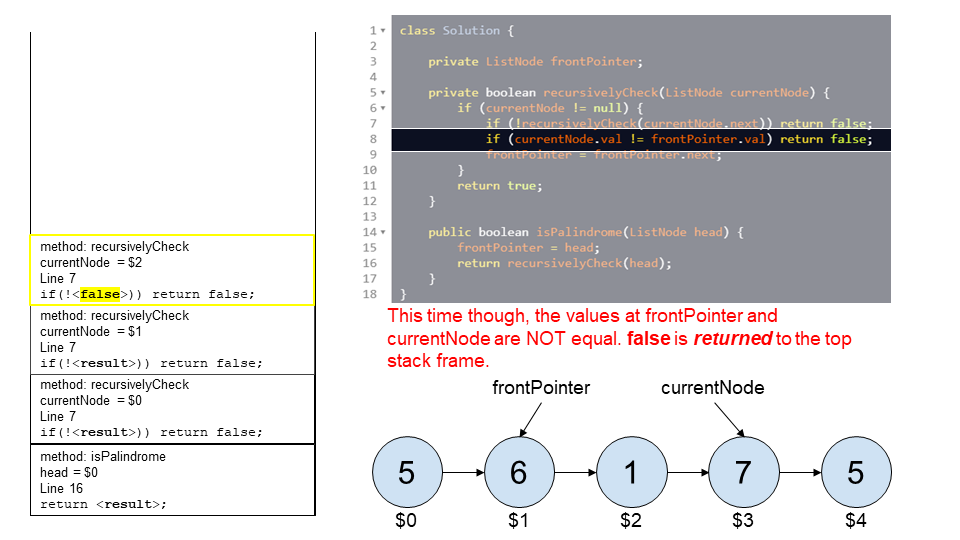 method: recursivelyCheck
currentNode = $2
Line 7
if(!<false>)) return false;
method: recursivelyCheck
currentNode = $1
Line 7
if(!<result>)) return false;
method: recursivelyCheck
currentNode = $0
Line 7
if(!<result>)) return false;
method: isPalindrome
head = $0
Line 16
return <result>;
1 class Solution {
2
3 private ListNode frontPointer;
4
5 private boolean recursivelyCheck(ListNode currentNode) {
6 if (currentNode != null) {
7 if (!recursivelyCheck(currentNode.next)) return false;
8 if (currentNode.val != frontPointer.val) return false;
9 frontPointer = frontPointer.next;
10 }
11 return true;
12 }
13
14 public boolean isPalindrome(ListNode head) {
15 frontPointer = head;
16 return recursivelyCheck(head);
17 }
18 }
This time though, the values at frontPointer and
currentNode are NOT equal. false is returned to the top
stack frame.
frontPointer currentNode
5 6 1 7 5
$0 $1 $2 $3 $4